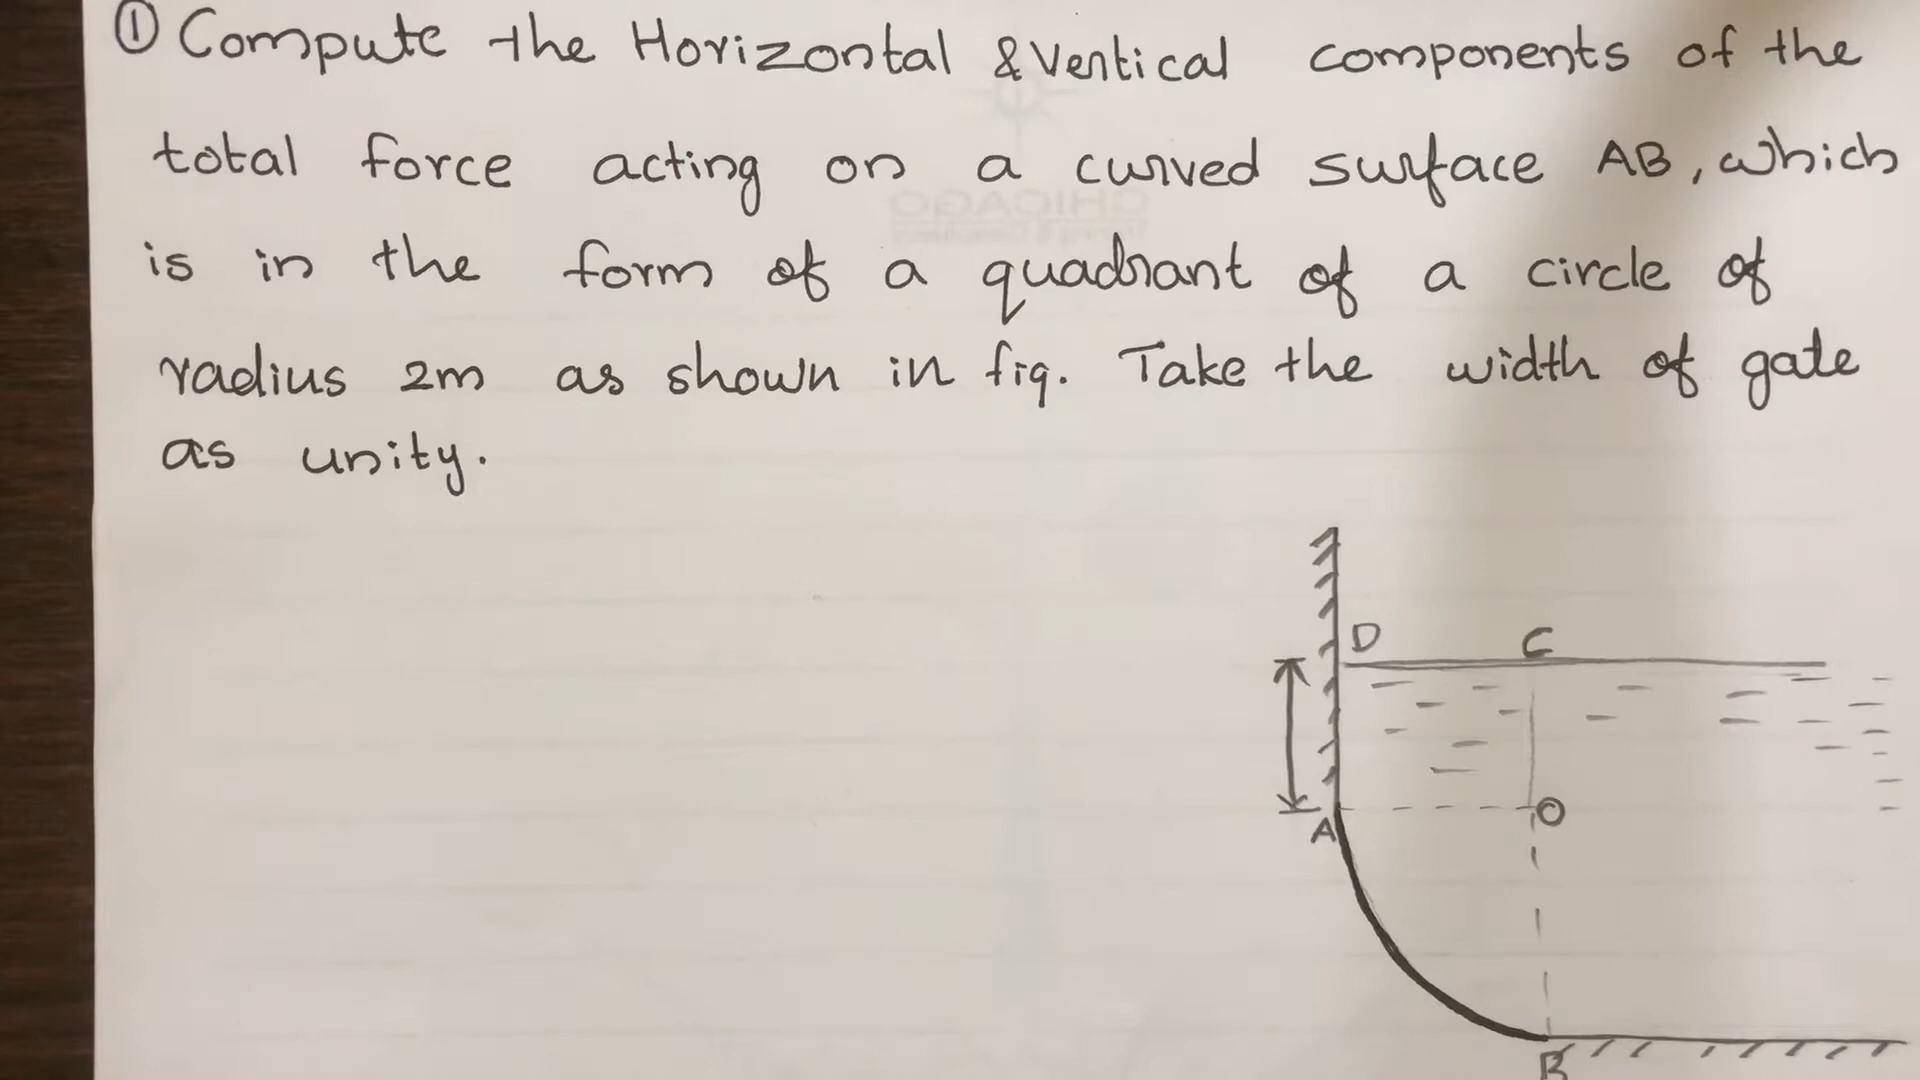 ① Compute the Horizontal & Vertical components of the
total force acting on a curved surface AB, which
is in the form of a quadrant of a circle of
radius 2m as shown in fig. Take the width of gate
as unity.
D C
O
A
B